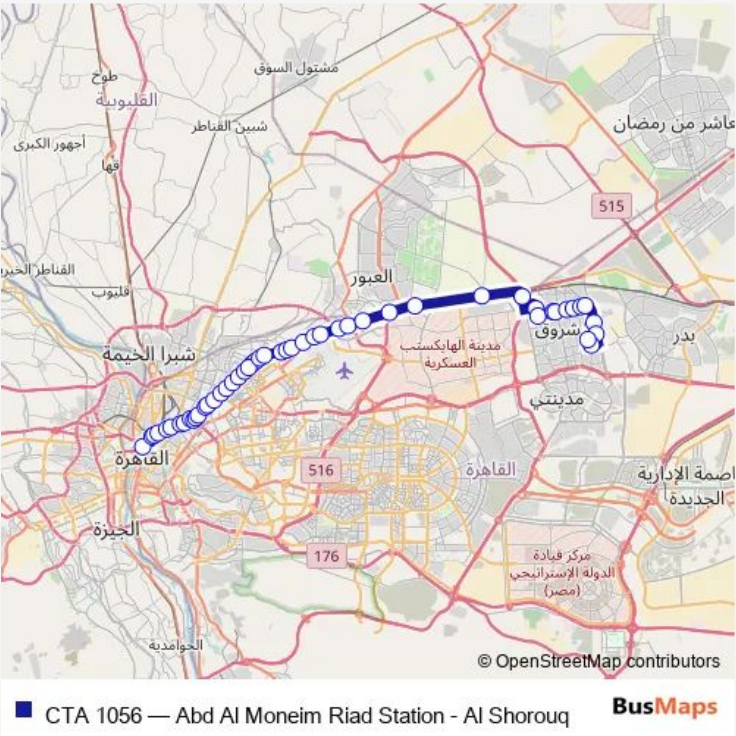 مشتول السوق
طوخ
القليوبية
عاشر من رمضان
شبين القناطر
أجهور الكبرى
قها
515
القناطر الخير
العبور
قليوب
شروق
بدر
مدينة الهايكستب
العسكرية
شبرا الخيمة
مدينتي
القاهرة
516
القاهرة
اصمة الإدارية
الجديدة
الجيزة
176
مركز قيادة
الدولة الإستراتيجي
(مصر)
الحوامدية
© OpenStreetMap contributors
CTA 1056 — Abd Al Moneim Riad Station - Al Shorouq
BusMaps